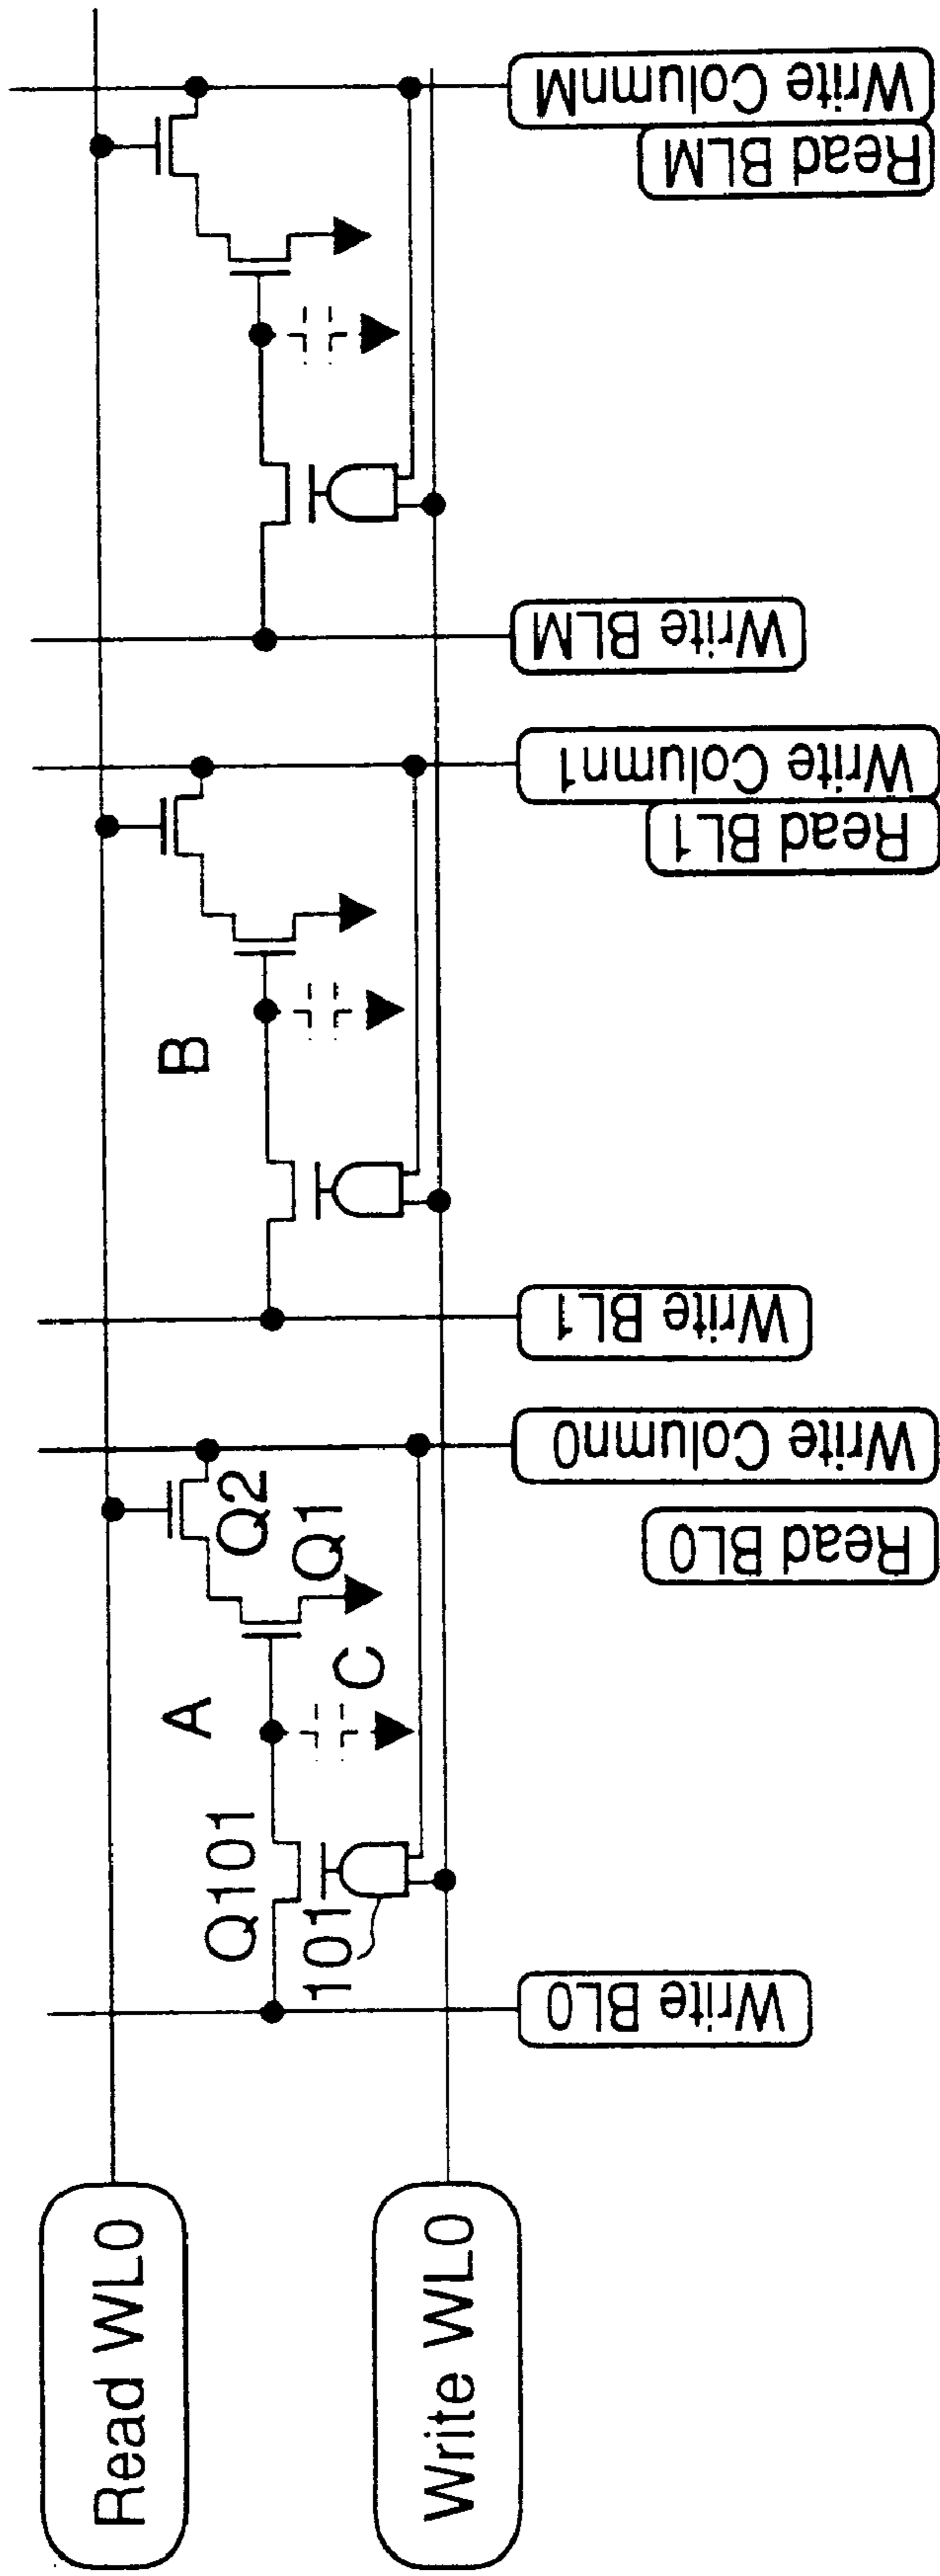 Read WL0
Write WL0
Write BL0
Q101
101
A
C
Q1
Q2
Write Column0
Read BL0
Write BL1
B
Write Column1
Read BL1
Write BLM
Write ColumnM
Read BLM